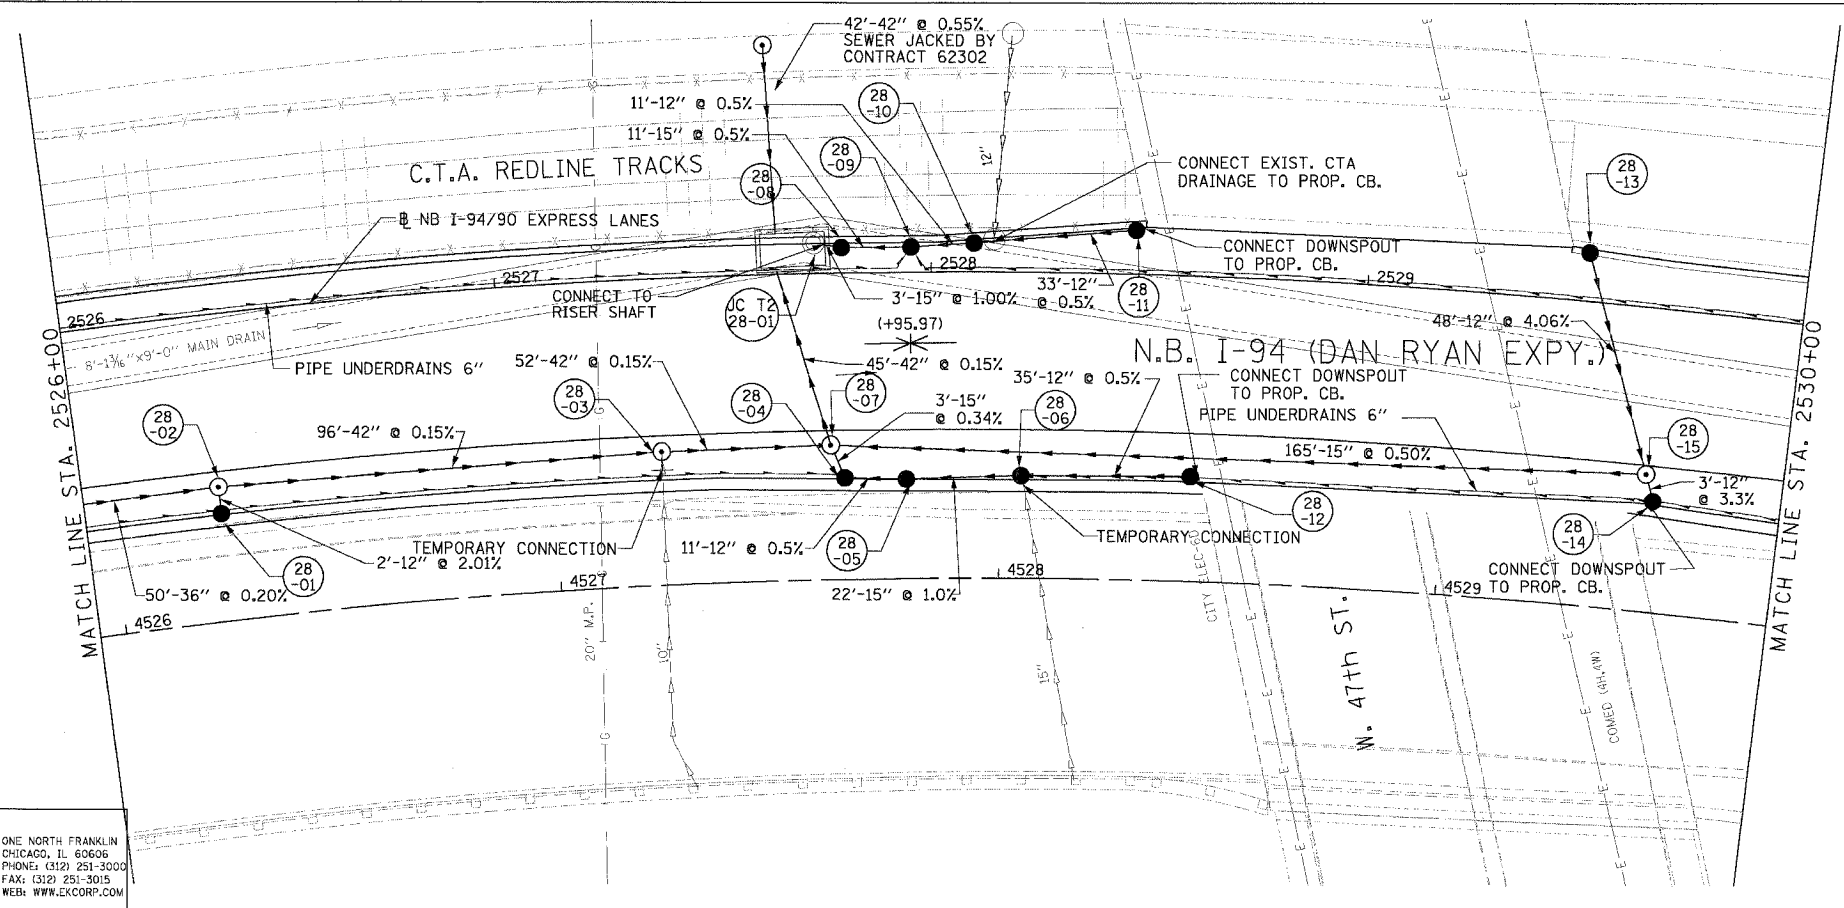 42'-42" @ 0.55%
SEWER JACKED BY
CONTRACT 62302
11'-12" @ 0.5%
11'-15" @ 0.5%
28
-10
28
-09
28
-08
12"
C.T.A. REDLINE TRACKS
CONNECT EXIST. CTA
DRAINAGE TO PROP. CB.
28
-13
NB I-94/90 EXPRESS LANES
CONNECT DOWNSPOUT
TO PROP. CB.
2526
2527
2528
2529
CONNECT TO
RISER SHAFT
JC T2
28-01
3'-15" @ 1.00%
33'-12"
@ 0.5%
28
-11
(+95.97)
48'-12" @ 4.06%
8'-1 3/16"x9'-0" MAIN DRAIN
PIPE UNDERDRAINS 6"
N.B. I-94 (DAN RYAN EXPY.)
52'-42" @ 0.15%
45'-42" @ 0.15%
35'-12" @ 0.5%
CONNECT DOWNSPOUT
TO PROP. CB.
PIPE UNDERDRAINS 6"
28
-02
28
-03
28
-04
28
-07
3'-15"
@ 0.34%
28
-06
28
-15
96'-42" @ 0.15%
165'-15" @ 0.50%
3'-12"
@ 3.3%
MATCH LINE STA. 2526+00
MATCH LINE STA. 2530+00
TEMPORARY CONNECTION
2'-12" @ 2.01%
28
-01
50'-36" @ 0.20%
11'-12" @ 0.5%
28
-05
TEMPORARY CONNECTION
28
-12
28
-14
CONNECT DOWNSPOUT
TO PROP. CB.
22'-15" @ 1.0%
4526
4527
4528
4529
20" M.P.
10"
15"
CITY ELEC
W. 47th ST.
COMED (4H.4W)
G
E
ONE NORTH FRANKLIN
CHICAGO, IL 60606
PHONE: (312) 251-3000
FAX: (312) 251-3015
WEB: WWW.EKCORP.COM